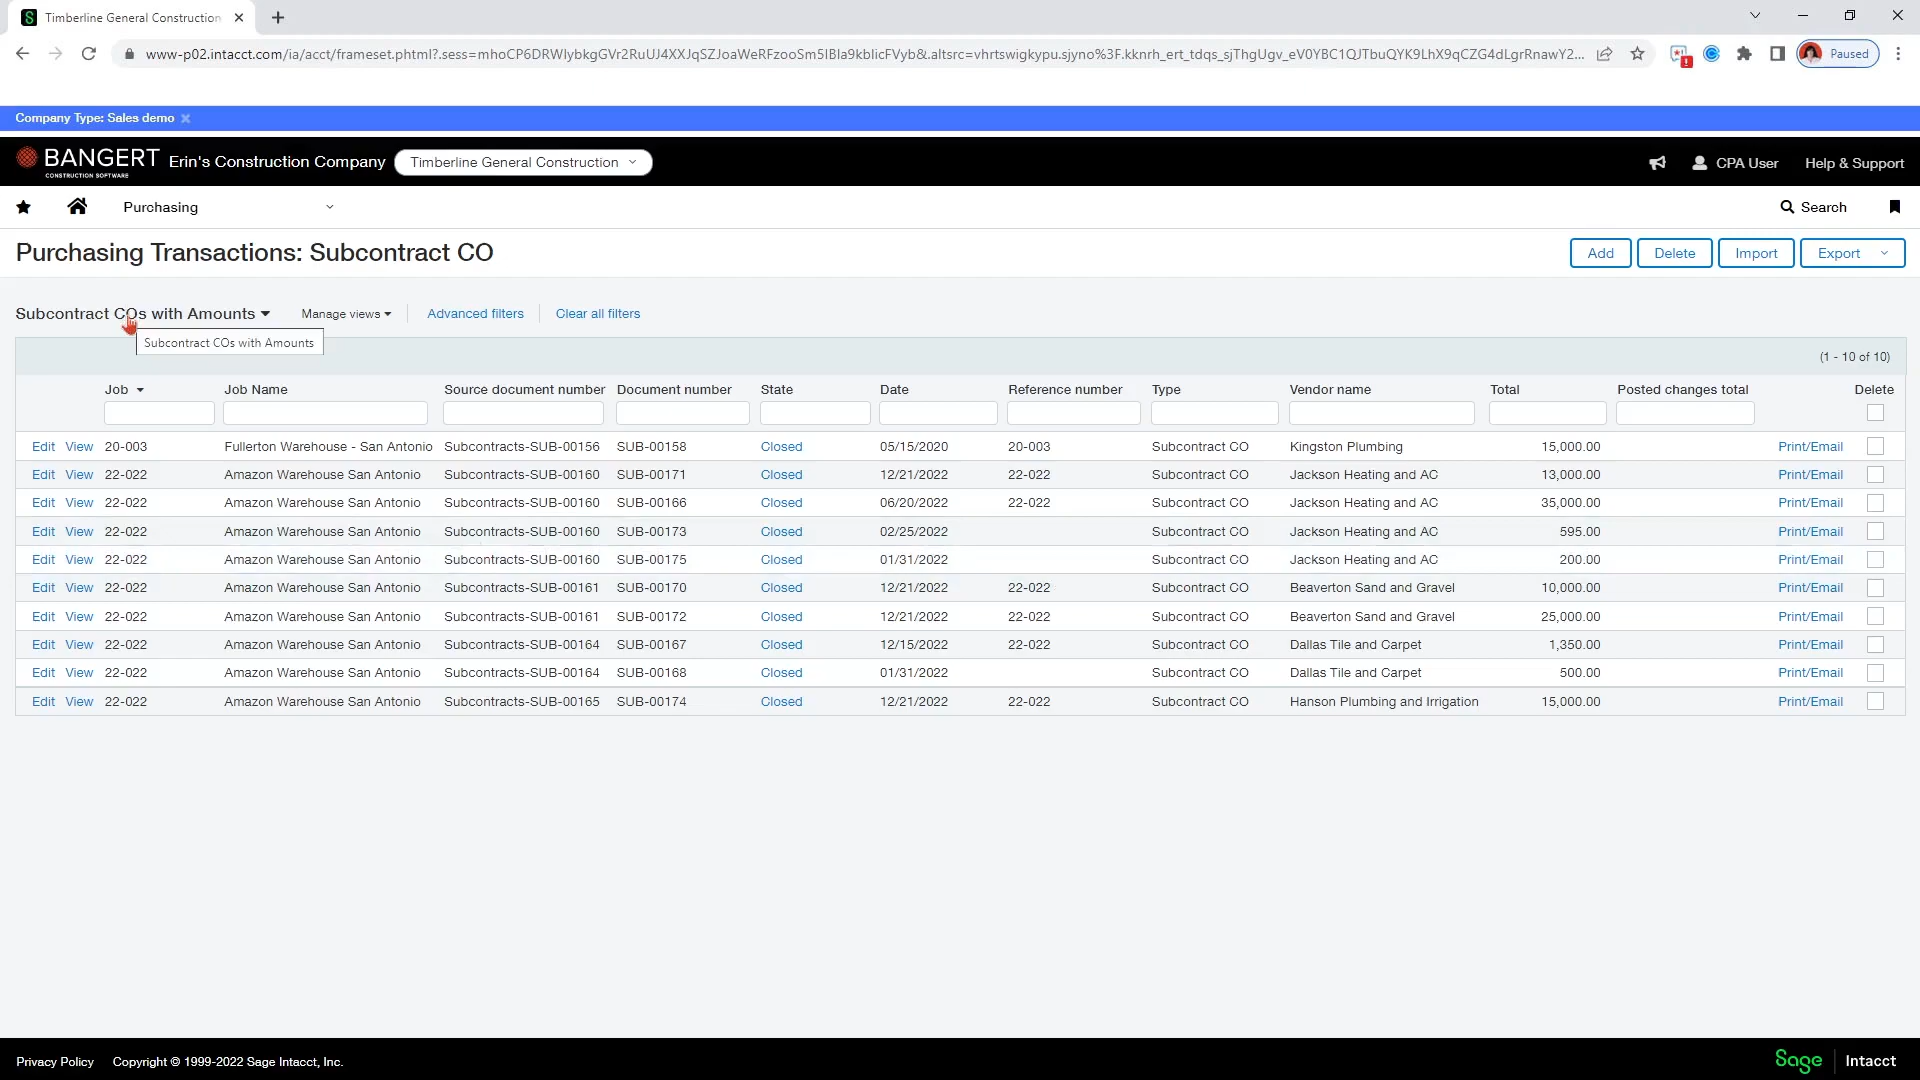 Timberline General Construction
www-p02.intacct.com/ia/acct/frameset.phtml?.sess=mhoCP6DRWIybkgGVr2RuUJ4XXJqSZJoaWeRFzooSm5IBIa9kblicFVyb&.altsrc=vhrtswigkypu.sjyno%3F.kknrh_ert_tdqs_sjThgUgv_eV0YBC1QJTbuQYK9LhX9qCZG4dLgrRnawY2... Paused
Company Type: Sales demo
BANGERT
CONSTRUCTION SOFTWARE
Erin's Construction Company Timberline General Construction CPA User Help & Support
Purchasing Search
Purchasing Transactions: Subcontract CO Add Delete Import Export
Subcontract COs with Amounts Manage views Advanced filters Clear all filters
Subcontract COs with Amounts
(1 - 10 of 10)
Job Job Name Source document number Document number State Date Reference number Type Vendor name Total Posted changes total Delete
Edit View 20-003 Fullerton Warehouse - San Antonio Subcontracts-SUB-00156 SUB-00158 Closed 05/15/2020 20-003 Subcontract CO Kingston Plumbing 15,000.00 Print/Email
Edit View 22-022 Amazon Warehouse San Antonio Subcontracts-SUB-00160 SUB-00171 Closed 12/21/2022 22-022 Subcontract CO Jackson Heating and AC 13,000.00 Print/Email
Edit View 22-022 Amazon Warehouse San Antonio Subcontracts-SUB-00160 SUB-00166 Closed 06/20/2022 22-022 Subcontract CO Jackson Heating and AC 35,000.00 Print/Email
Edit View 22-022 Amazon Warehouse San Antonio Subcontracts-SUB-00160 SUB-00173 Closed 02/25/2022 Subcontract CO Jackson Heating and AC 595.00 Print/Email
Edit View 22-022 Amazon Warehouse San Antonio Subcontracts-SUB-00160 SUB-00175 Closed 01/31/2022 Subcontract CO Jackson Heating and AC 200.00 Print/Email
Edit View 22-022 Amazon Warehouse San Antonio Subcontracts-SUB-00161 SUB-00170 Closed 12/21/2022 22-022 Subcontract CO Beaverton Sand and Gravel 10,000.00 Print/Email
Edit View 22-022 Amazon Warehouse San Antonio Subcontracts-SUB-00161 SUB-00172 Closed 12/21/2022 22-022 Subcontract CO Beaverton Sand and Gravel 25,000.00 Print/Email
Edit View 22-022 Amazon Warehouse San Antonio Subcontracts-SUB-00164 SUB-00167 Closed 12/15/2022 22-022 Subcontract CO Dallas Tile and Carpet 1,350.00 Print/Email
Edit View 22-022 Amazon Warehouse San Antonio Subcontracts-SUB-00164 SUB-00168 Closed 01/31/2022 Subcontract CO Dallas Tile and Carpet 500.00 Print/Email
Edit View 22-022 Amazon Warehouse San Antonio Subcontracts-SUB-00165 SUB-00174 Closed 12/21/2022 22-022 Subcontract CO Hanson Plumbing and Irrigation 15,000.00 Print/Email
Privacy Policy Copyright © 1999-2022 Sage Intacct, Inc. Sage Intacct